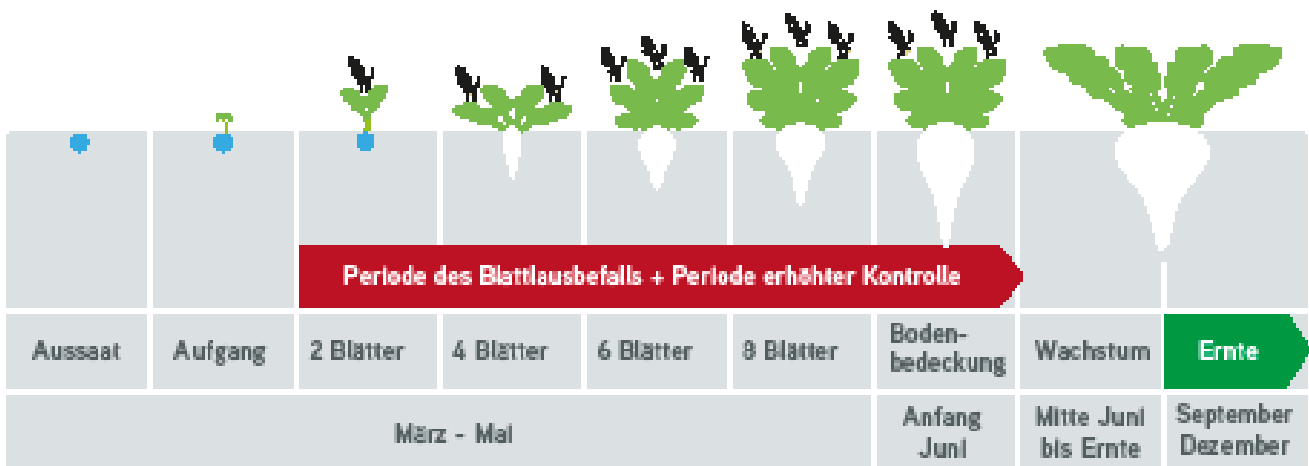 Periode des Blattlausbefalls + Periode erhöhter Kontrolle
Aussaat
Aufgang
2 Blätter
4 Blätter
6 Blätter
8 Blätter
Boden-
bedeckung
Wachstum
Ernte
März - Mai
Anfang
Juni
Mitte Juni
bis Ernte
September
Dezember